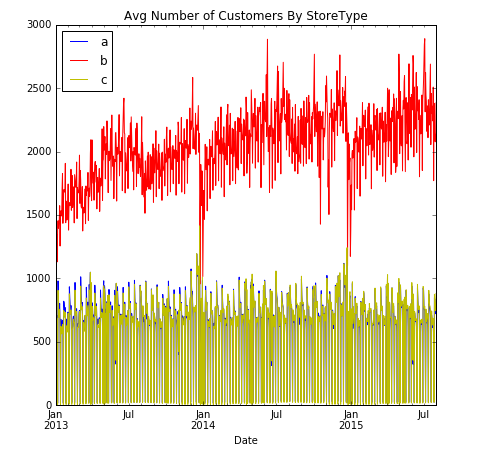 Avg Number of Customers By StoreType
3000
2500
2000
1500
1000
500
0
a
b
c
Jan Jul Jan Jul Jan Jul
2013 2014 2015
Date